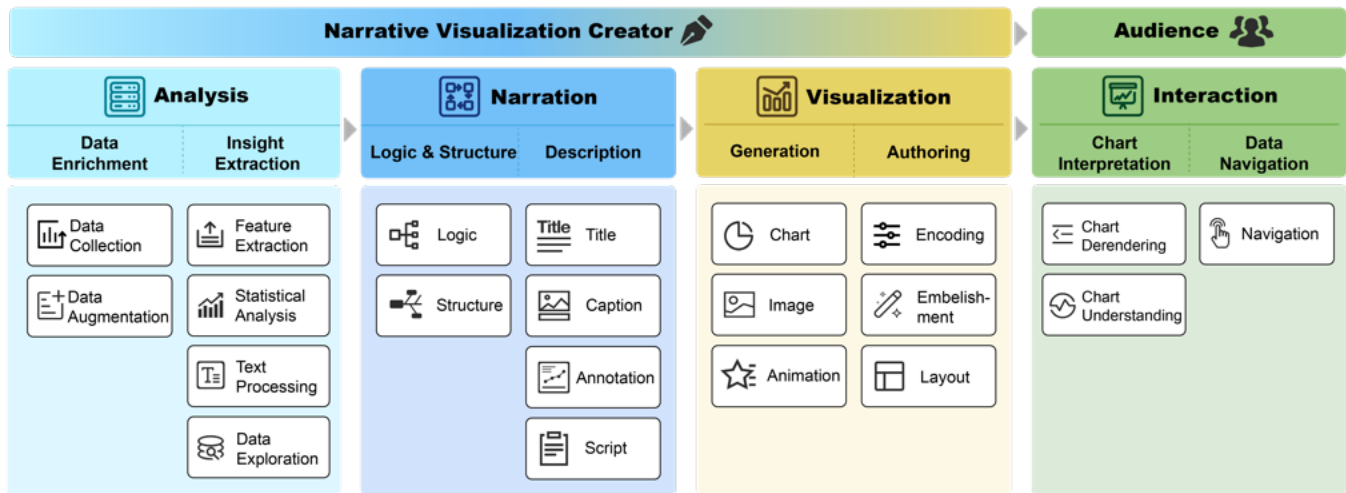 Narrative Visualization Creator
Audience
Analysis
Narration
Visualization
Interaction
Data
Enrichment
Insight
Extraction
Logic & Structure
Description
Generation
Authoring
Chart
Interpretation
Data
Navigation
Data
Collection
Data
Augmentation
Feature
Extraction
Statistical
Analysis
Text
Processing
Data
Exploration
Logic
Structure
Title
Title
Caption
Annotation
Script
Chart
Image
Animation
Encoding
Embelish-
ment
Layout
Chart
Derendering
Chart
Understanding
Navigation